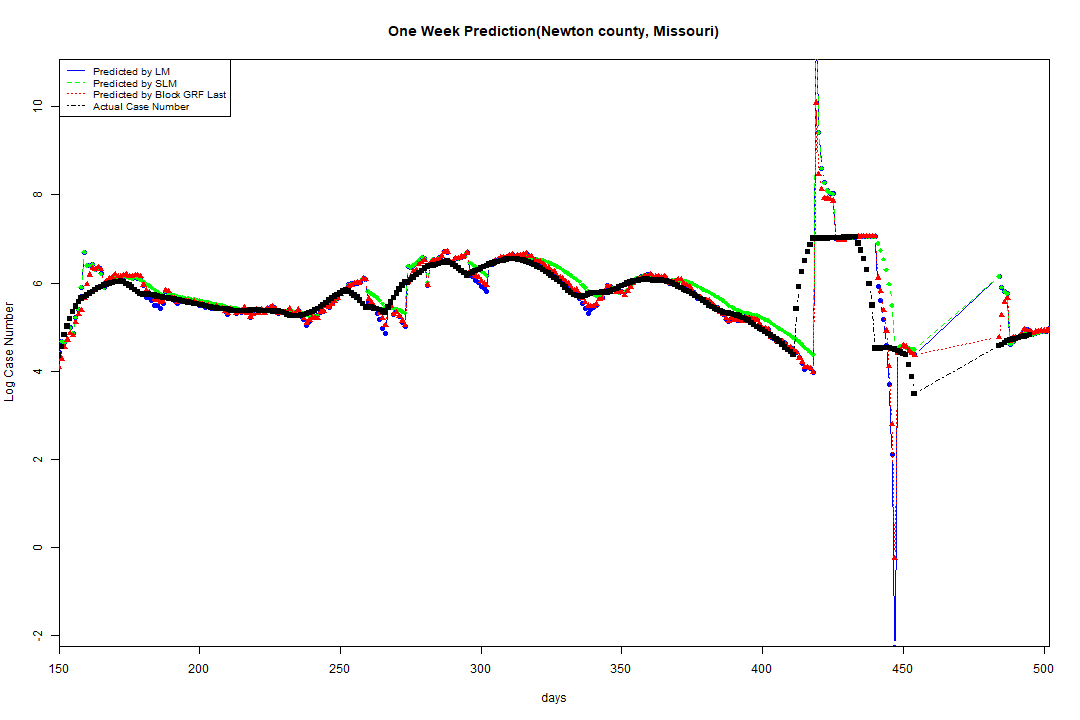 One Week Prediction(Newton county, Missouri)
Predicted by LM
Predicted by SLM
Predicted by Block GRF Last
Actual Case Number
Log Case Number
10
8
6
4
2
0
-2
150 200 250 300 350 400 450 500
days